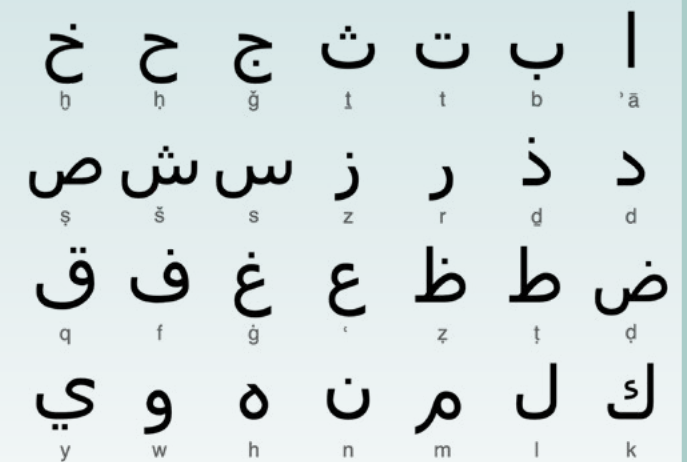 ا ب ت ث ج ح خ
ʾā b t ṯ ǧ ḥ ḫ
د ذ ر ز س ش ص
d ḏ r z s š ṣ
ض ط ظ ع غ ف ق
ḍ ṭ ẓ ʿ ġ f q
ك ل م ن ه و ي
k l m n h w y